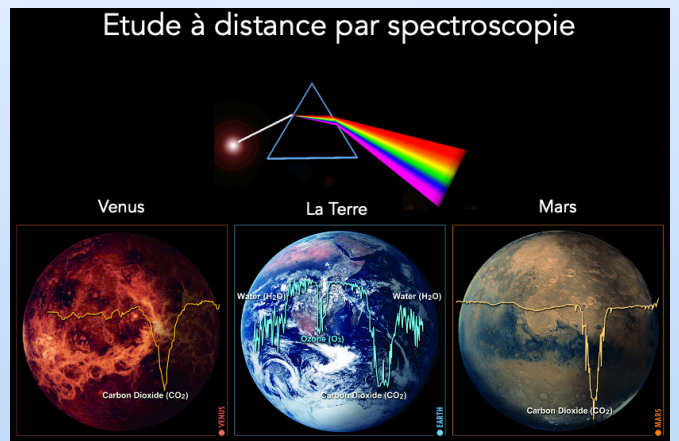 Etude à distance par spectroscopie
Venus
La Terre
Mars
Water (H₂O)
Water (H₂O)
Ozone (O₃)
Carbon Dioxide (CO₂)
Carbon Dioxide (CO₂)
Carbon Dioxide (CO₂)
VENUS
EARTH
MARS